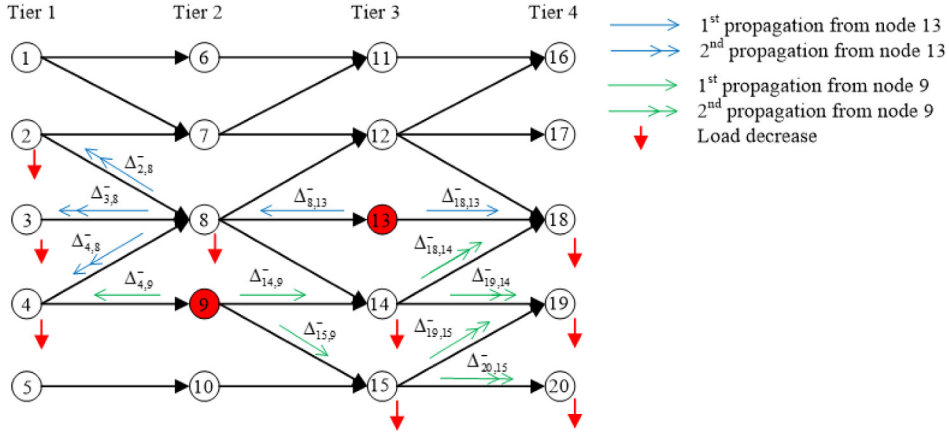 Tier 1 Tier 2 Tier 3 Tier 4
1st propagation from node 13
2nd propagation from node 13
1st propagation from node 9
2nd propagation from node 9
Load decrease
1 6 11 16
2 7 12 17
Δ⁻2,8
Δ⁻3,8 Δ⁻8,13 Δ⁻18,13
3 8 13 18
Δ⁻4,8 Δ⁻18,14
Δ⁻4,9 Δ⁻14,9 Δ⁻19,14
4 9 14 19
Δ⁻15,9 Δ⁻19,15
Δ⁻20,15
5 10 15 20